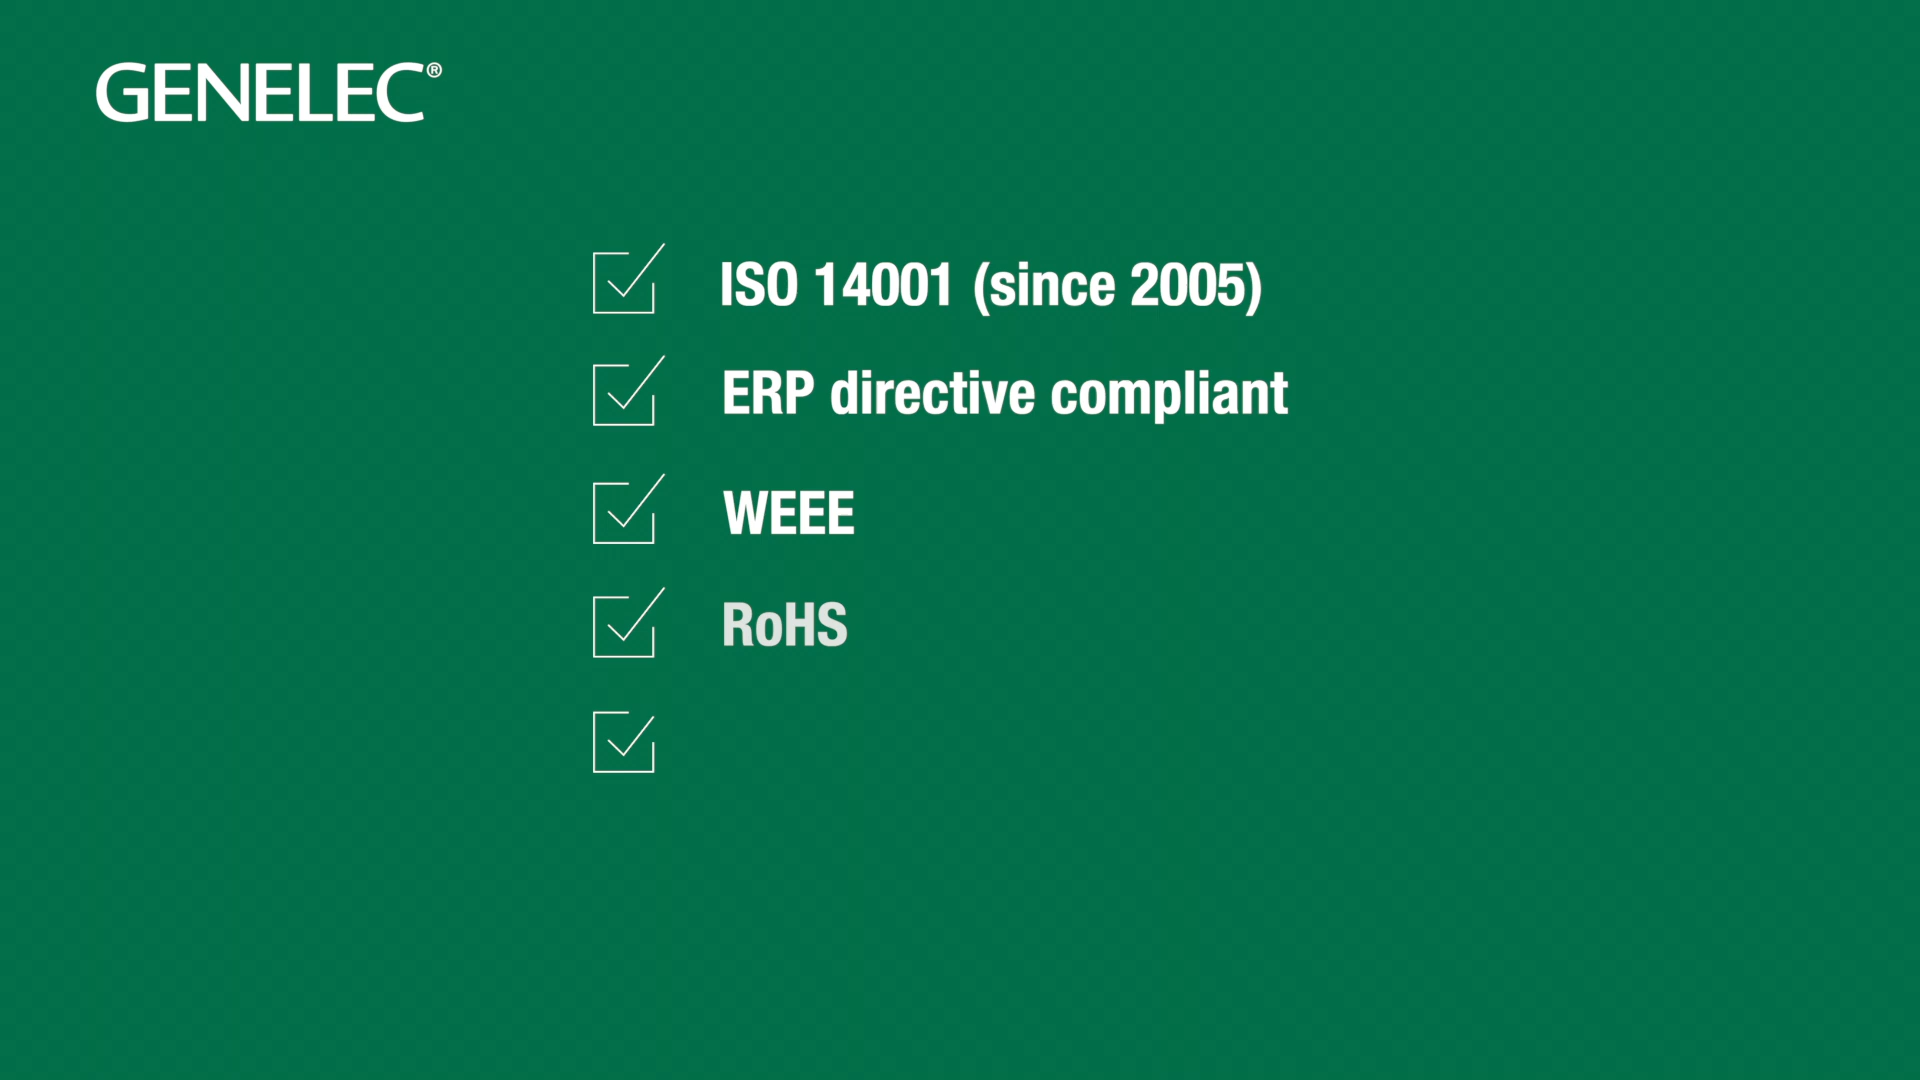 GENELEC®
ISO 14001 (since 2005)
ERP directive compliant
WEEE
RoHS